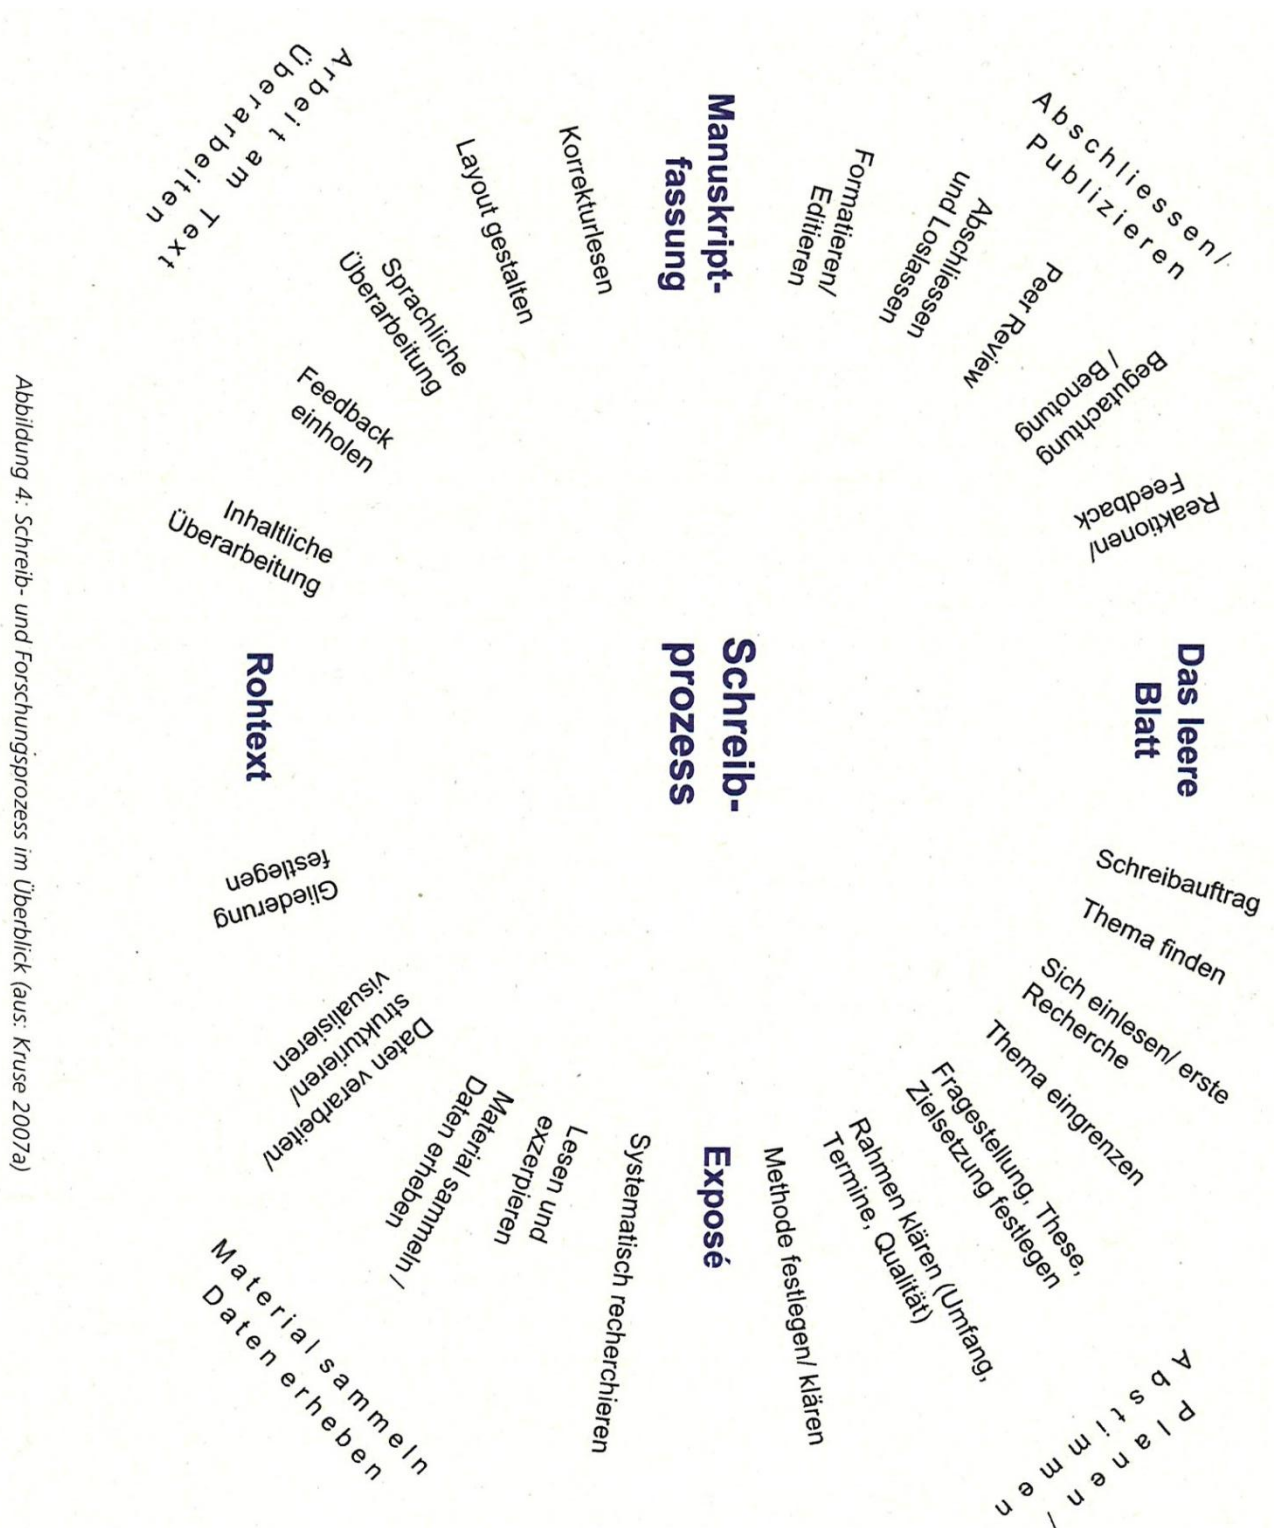 Schreib-
prozess
Das leere
Blatt
Schreibauftrag
Thema finden
Sich einlesen/ erste
Recherche
Thema eingrenzen
Fragestellung, These,
Zielsetzung festlegen
Rahmen klären (Umfang,
Termine, Qualität)
Methode festlegen/ klären
Planen/
Abstimmen
Exposé
Systematisch recherchieren
Lesen und
exzerpieren
Material sammeln /
Daten erheben
Daten verarbeiten/
strukturieren/
visualisieren
Gliederung
festlegen
Material sammeln
Daten erheben
Rohtext
Inhaltliche
Überarbeitung
Feedback
einholen
Sprachliche
Überarbeitung
Layout gestalten
Korrekturlesen
Arbeit am Text
Überarbeiten
Manuskript-
fassung
Formatieren/
Editieren
Abschliessen
und Loslassen
Peer Review
Begutachtung
/ Benotung
Reaktionen/
Feedback
Abschliessen/
Publizieren
Abbildung 4: Schreib- und Forschungsprozess im Überblick (aus: Kruse 2007a)